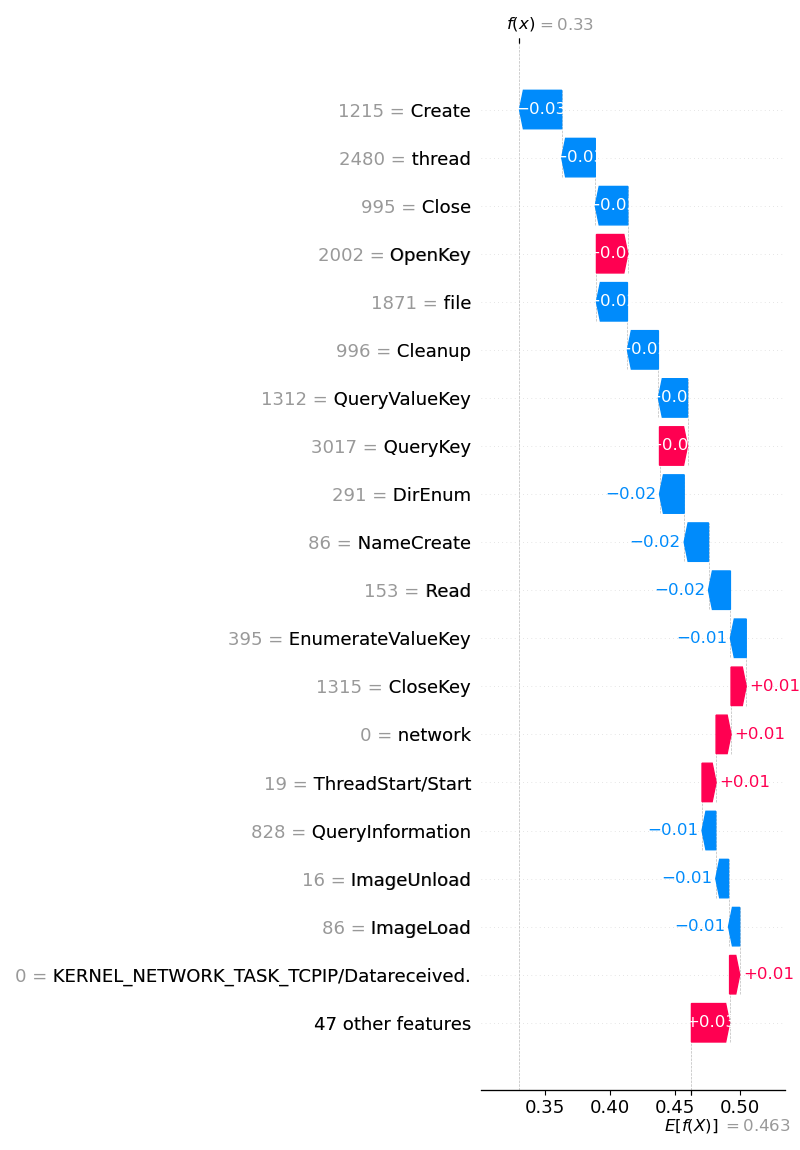 f(x) = 0.33
1215 = Create −0.03
2480 = thread
995 = Close
2002 = OpenKey
1871 = file
996 = Cleanup
1312 = QueryValueKey
3017 = QueryKey
291 = DirEnum −0.02
86 = NameCreate −0.02
153 = Read −0.02
395 = EnumerateValueKey −0.01
1315 = CloseKey +0.01
0 = network +0.01
19 = ThreadStart/Start +0.01
828 = QueryInformation −0.01
16 = ImageUnload −0.01
86 = ImageLoad −0.01
0 = KERNEL_NETWORK_TASK_TCPIP/Datareceived. +0.01
47 other features +0.03
0.35 0.40 0.45 0.50
E[f(X)] = 0.463